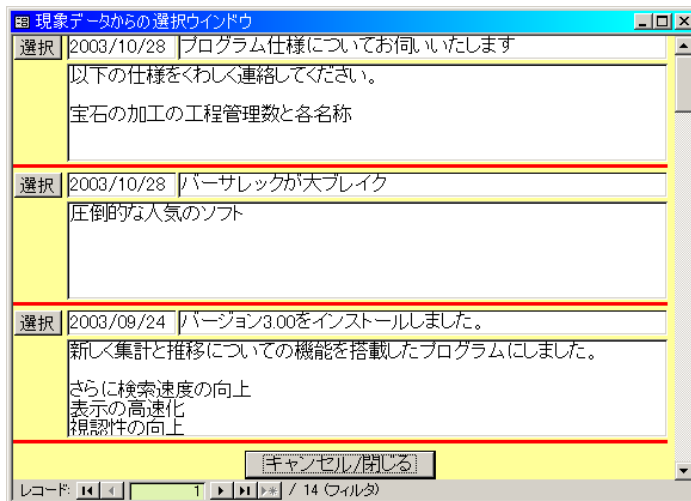 現象データからの選択ウインドウ
選択 2003/10/28 プログラム仕様についてお伺いいたします
以下の仕様をくわしく連絡してください。
宝石の加工の工程管理数と各名称
選択 2003/10/28 バーサレックが大ブレイク
圧倒的な人気のソフト
選択 2003/09/24 バージョン3.00をインストールしました。
新しく集計と推移についての機能を搭載したプログラムにしました。
さらに検索速度の向上
表示の高速化
視認性の向上
キャンセル/閉じる
レコード: 1 / 14 (フィルタ)